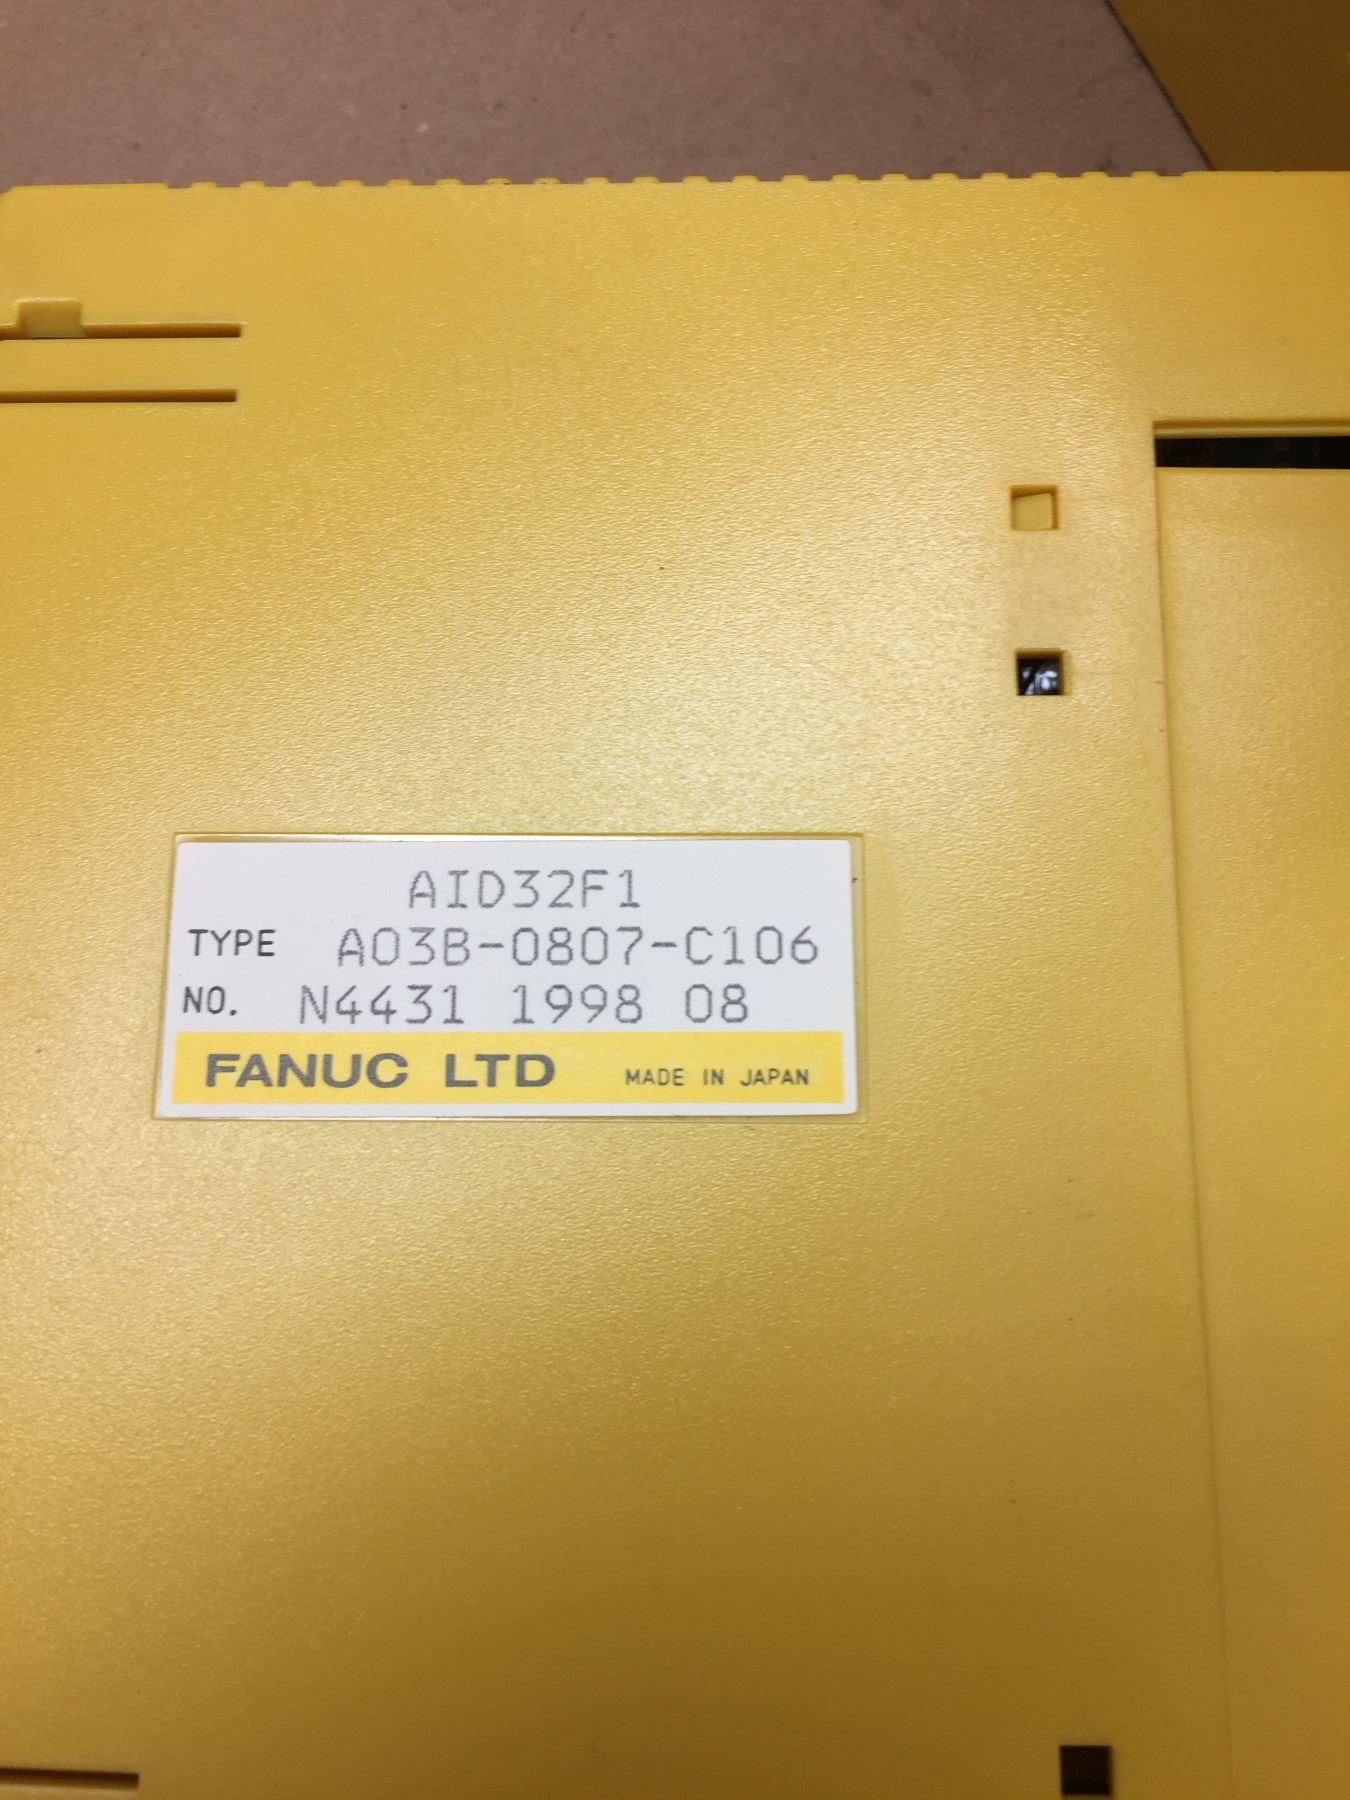 AID32F1
TYPE A03B-0807-C106
NO. N4431 1998 08
FANUC LTD MADE IN JAPAN